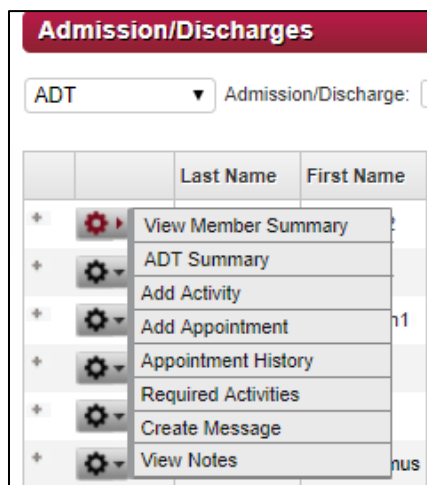 Admission/Discharges
ADT Admission/Discharge:
Last Name First Name
View Member Summary
ADT Summary
Add Activity
Add Appointment
Appointment History
Required Activities
Create Message
View Notes